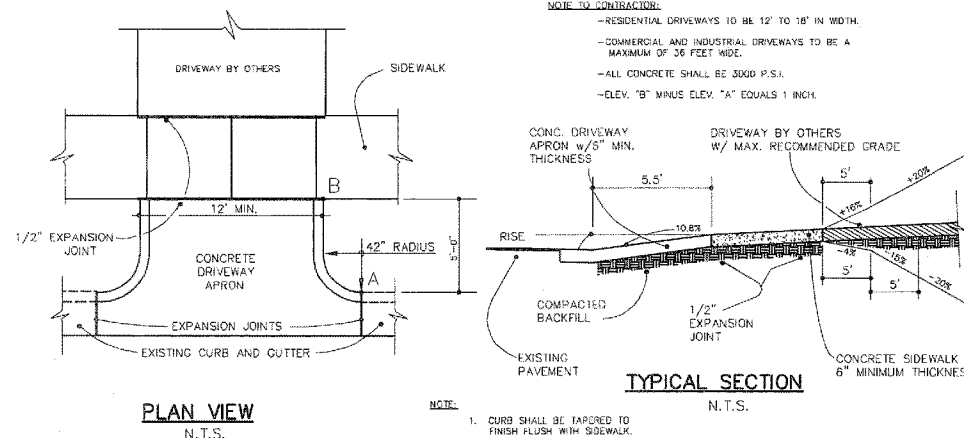 NOTE TO CONTRACTOR:
-RESIDENTIAL DRIVEWAYS TO BE 12' TO 18' IN WIDTH.
-COMMERCIAL AND INDUSTRIAL DRIVEWAYS TO BE A
MAXIMUM OF 36 FEET WIDE.
-ALL CONCRETE SHALL BE 3000 P.S.I.
-ELEV. "B" MINUS ELEV. "A" EQUALS 1 INCH.
DRIVEWAY BY OTHERS
SIDEWALK
B
12' MIN.
1/2" EXPANSION
JOINT
42" RADIUS
CONCRETE
DRIVEWAY
APRON
A
EXPANSION JOINTS
EXISTING CURB AND GUTTER
PLAN VIEW
N.T.S.
CONC. DRIVEWAY
APRON w/6" MIN.
THICKNESS
DRIVEWAY BY OTHERS
W/ MAX. RECOMMENDED GRADE
5.5'
5'
+20%
+16%
RISE
10.8%
-4%
-16%
-20%
5'
5'
COMPACTED
BACKFILL
1/2"
EXPANSION
JOINT
EXISTING
PAVEMENT
CONCRETE SIDEWALK
6" MINIMUM THICKNES
TYPICAL SECTION
N.T.S.
NOTE:
1. CURB SHALL BE TAPERED TO
FINISH FLUSH WITH SIDEWALK.